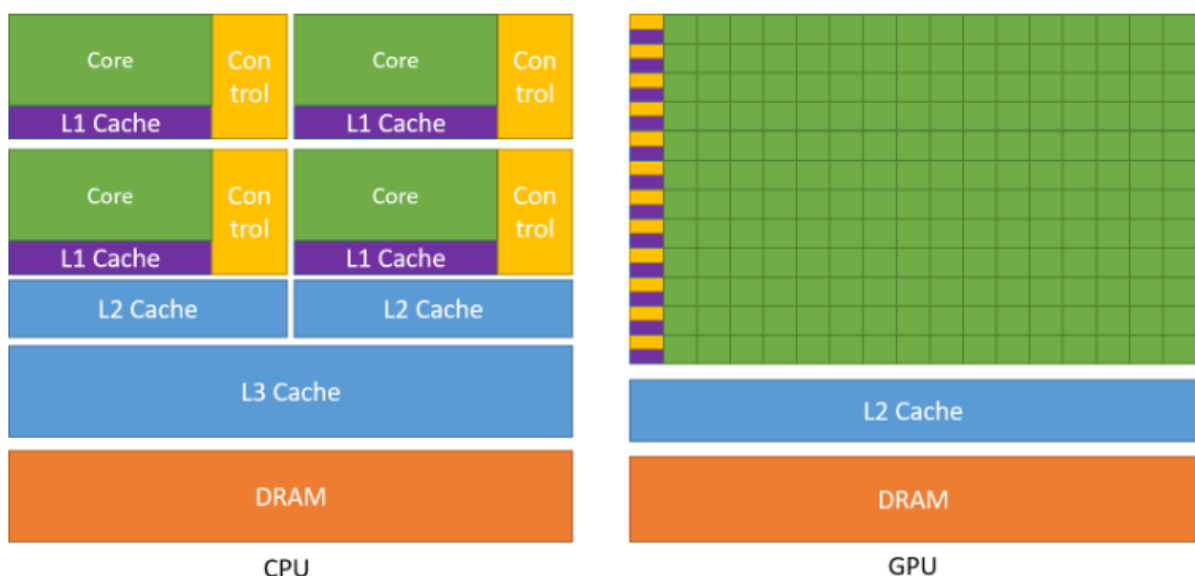 Core
Con
trol
L1 Cache
Core
Con
trol
L1 Cache
Core
Con
trol
L1 Cache
Core
Con
trol
L1 Cache
L2 Cache
L2 Cache
L3 Cache
DRAM
CPU
L2 Cache
DRAM
GPU